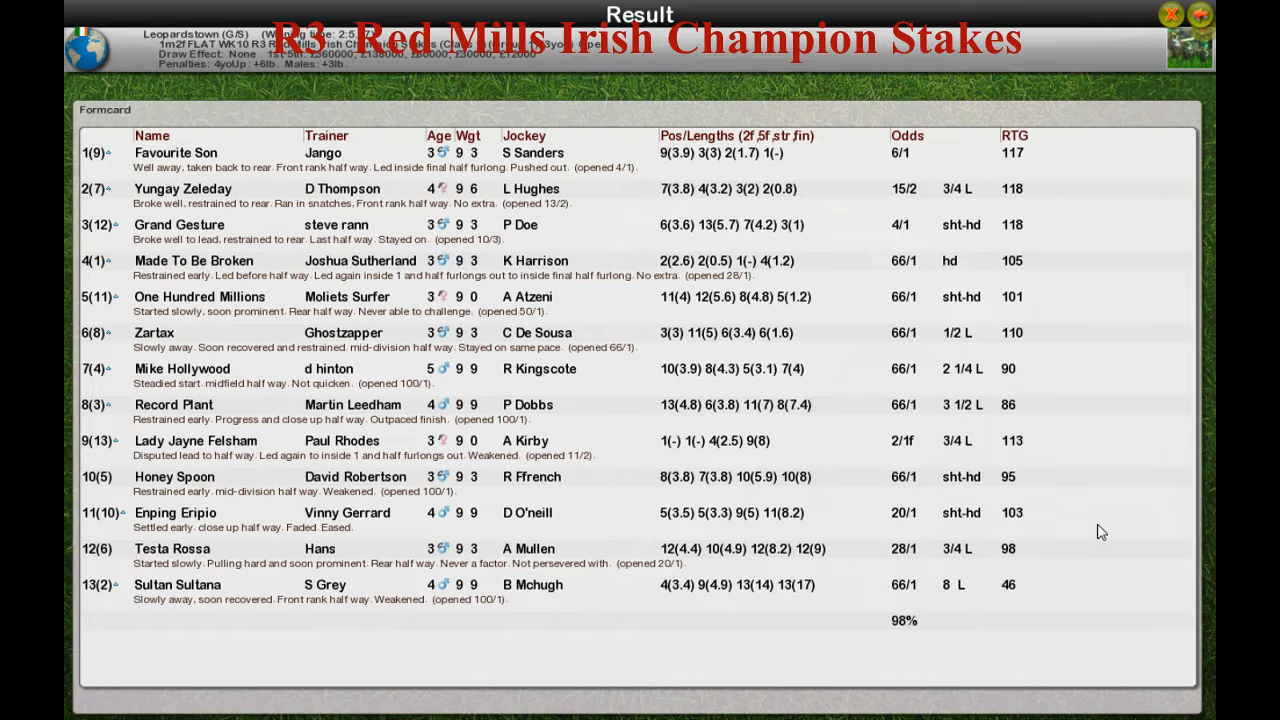 Result
R3 Red Mills Irish Champion Stakes
Leopardstown (G/S)
Draw Effect: None 1st-5th:
Penalties: 4yoUp: +6lb. Males: +3lb.
Formcard
Name Trainer Age Wgt Jockey Pos/Lengths (2f,5f,str,fin) Odds RTG
1(9) Favourite Son Jango 3 9 3 S Sanders 9(3.9) 3(3) 2(1.7) 1(-) 6/1 117
Well away, taken back to rear. Front rank half way. Led inside final half furlong. Pushed out. (opened 4/1).
2(7) Yungay Zeleday D Thompson 4 9 6 L Hughes 7(3.8) 4(3.2) 3(2) 2(0.8) 15/2 3/4 L 118
Broke well, restrained to rear. Ran in snatches, Front rank half way. No extra. (opened 13/2).
3(12) Grand Gesture steve rann 3 9 3 P Doe 6(3.6) 13(5.7) 7(4.2) 3(1) 4/1 sht-hd 118
Broke well to lead, restrained to rear. Last half way. Stayed on. (opened 10/3).
4(1) Made To Be Broken Joshua Sutherland 3 9 3 K Harrison 2(2.6) 2(0.5) 1(-) 4(1.2) 66/1 hd 105
Restrained early. Led before half way. Led again inside 1 and half furlongs out to inside final half furlong. No extra. (opened 28/1).
5(11) One Hundred Millions Moliets Surfer 3 9 0 A Atzeni 11(4) 12(5.6) 8(4.8) 5(1.2) 66/1 sht-hd 101
Started slowly, soon prominent. Rear half way. Never able to challenge. (opened 50/1).
6(8) Zartax Ghostzapper 3 9 3 C De Sousa 3(3) 11(5) 6(3.4) 6(1.6) 66/1 1/2 L 110
Slowly away. Soon recovered and restrained. mid-division half way. Stayed on same pace. (opened 66/1).
7(4) Mike Hollywood d hinton 5 9 9 R Kingscote 10(3.9) 8(4.3) 5(3.1) 7(4) 66/1 2 1/4 L 90
Steadied start. midfield half way. Not quicken. (opened 100/1).
8(3) Record Plant Martin Leedham 4 9 9 P Dobbs 13(4.8) 6(3.8) 11(7) 8(7.4) 66/1 3 1/2 L 86
Restrained early. Progress and close up half way. Outpaced finish. (opened 100/1).
9(13) Lady Jayne Felsham Paul Rhodes 3 9 0 A Kirby 1(-) 1(-) 4(2.5) 9(8) 2/1f 3/4 L 113
Disputed lead to half way. Led again to inside 1 and half furlongs out. Weakened. (opened 11/2).
10(5) Honey Spoon David Robertson 3 9 3 R Ffrench 8(3.8) 7(3.8) 10(5.9) 10(8) 66/1 sht-hd 95
Restrained early. mid-division half way. Weakened. (opened 100/1).
11(10) Enping Eripio Vinny Gerrard 4 9 9 D O'neill 5(3.5) 5(3.3) 9(5) 11(8.2) 20/1 sht-hd 103
Settled early. close up half way. Faded. Eased.
12(6) Testa Rossa Hans 3 9 3 A Mullen 12(4.4) 10(4.9) 12(8.2) 12(9) 28/1 3/4 L 98
Started slowly. Pulling hard and soon prominent. Rear half way. Never a factor. Not persevered with. (opened 20/1).
13(2) Sultan Sultana S Grey 4 9 9 B Mchugh 4(3.4) 9(4.9) 13(14) 13(17) 66/1 8 L 46
Slowly away, soon recovered. Front rank half way. Weakened. (opened 100/1).
98%